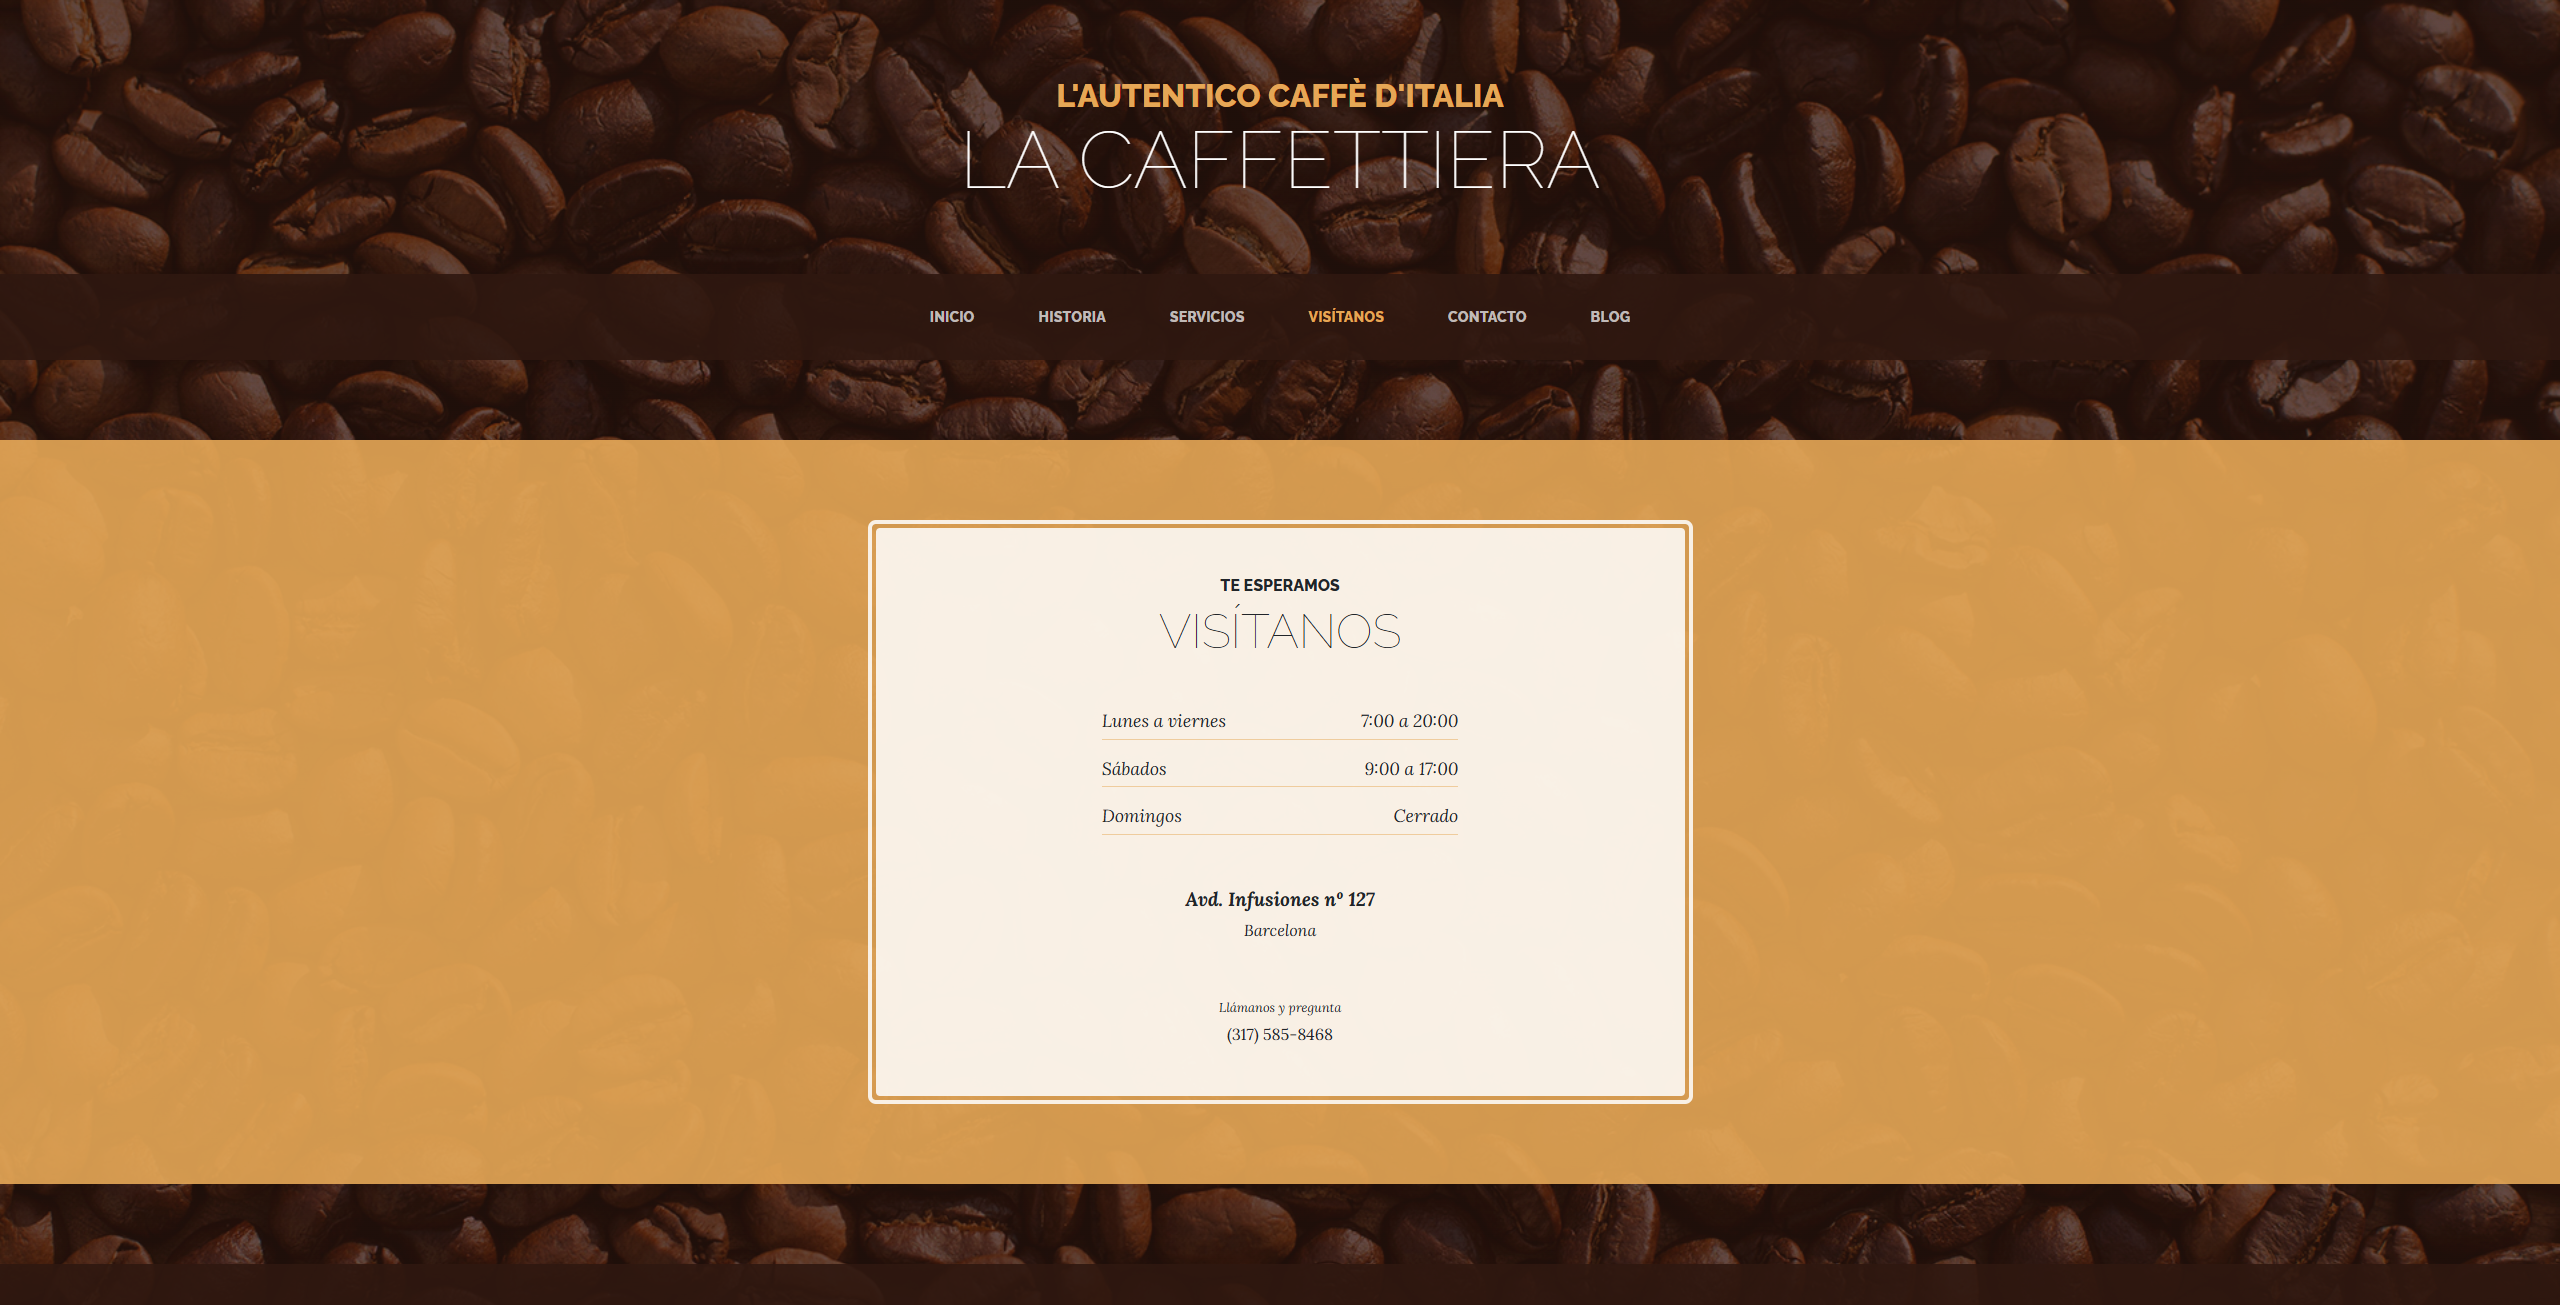 L'AUTENTICO CAFFÈ D'ITALIA
LA CAFFETTIERA
INICIO HISTORIA SERVICIOS VISÍTANOS CONTACTO BLOG
TE ESPERAMOS
VISÍTANOS
Lunes a viernes 7:00 a 20:00
Sábados 9:00 a 17:00
Domingos Cerrado
Avd. Infusiones nº 127
Barcelona
Llámanos y pregunta
(317) 585-8468